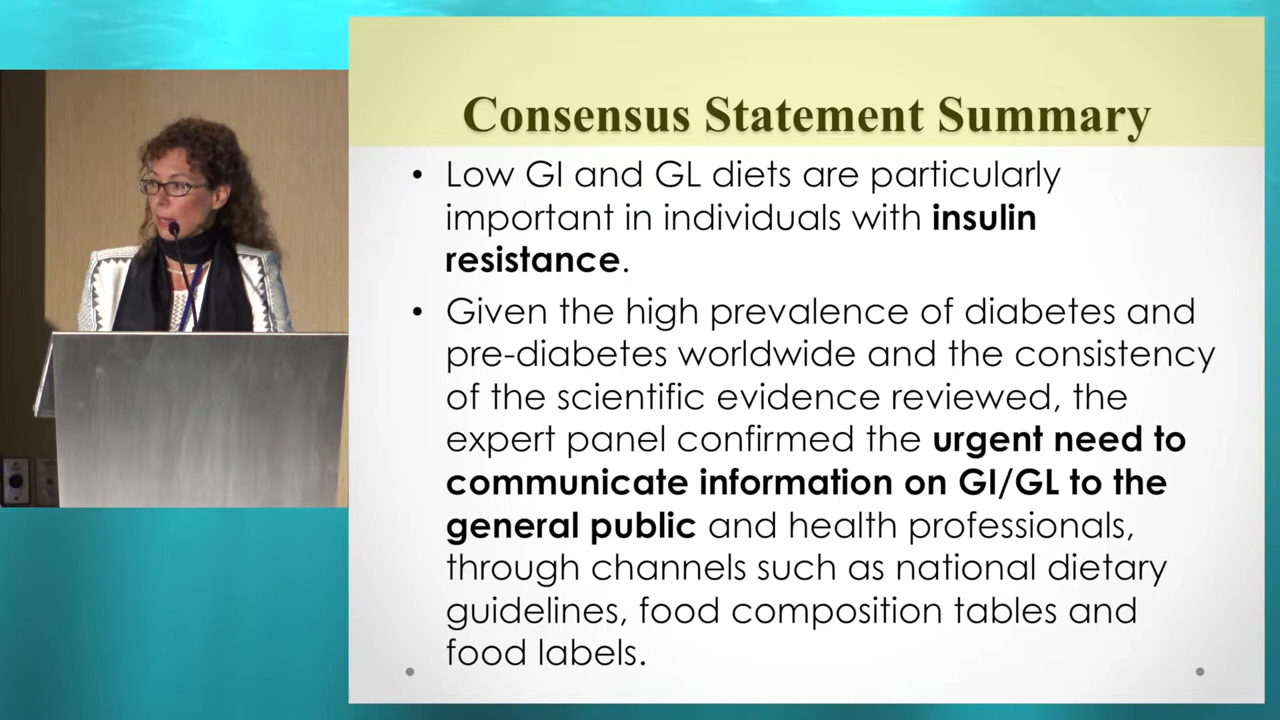 Consensus Statement Summary
• Low GI and GL diets are particularly
important in individuals with insulin
resistance.
• Given the high prevalence of diabetes and
pre-diabetes worldwide and the consistency
of the scientific evidence reviewed, the
expert panel confirmed the urgent need to
communicate information on GI/GL to the
general public and health professionals,
through channels such as national dietary
guidelines, food composition tables and
food labels.